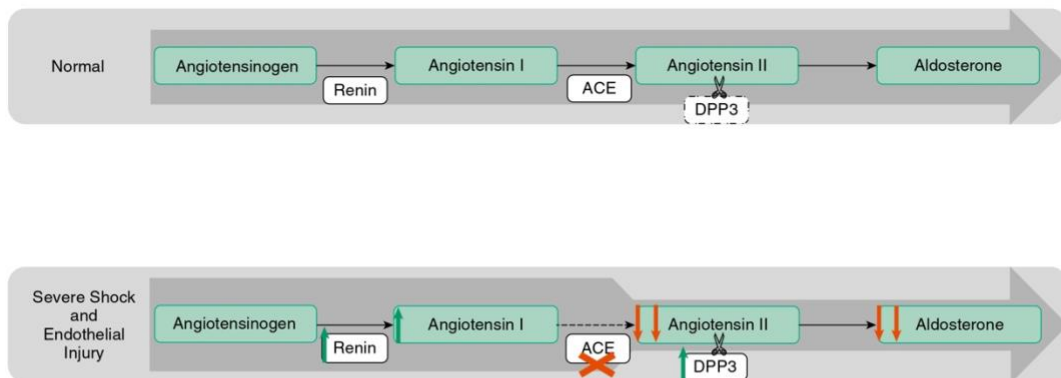 Normal
Angiotensinogen
Renin
Angiotensin I
ACE
Angiotensin II
DPP3
Aldosterone
Severe Shock
and
Endothelial
Injury
Angiotensinogen
Renin
Angiotensin I
ACE
Angiotensin II
DPP3
Aldosterone